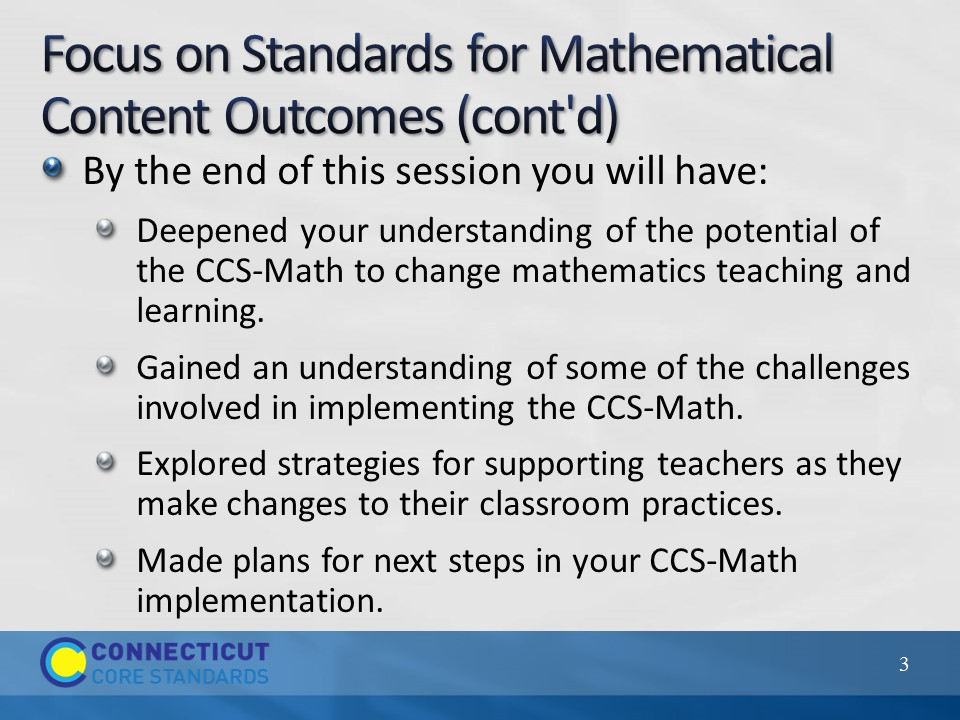 Focus on Standards for Mathematical
Content Outcomes (cont'd)
By the end of this session you will have:
Deepened your understanding of the potential of
the CCS-Math to change mathematics teaching and
learning.
Gained an understanding of some of the challenges
involved in implementing the CCS-Math.
Explored strategies for supporting teachers as they
make changes to their classroom practices.
Made plans for next steps in your CCS-Math
implementation.
CONNECTICUT
CORE STANDARDS
3